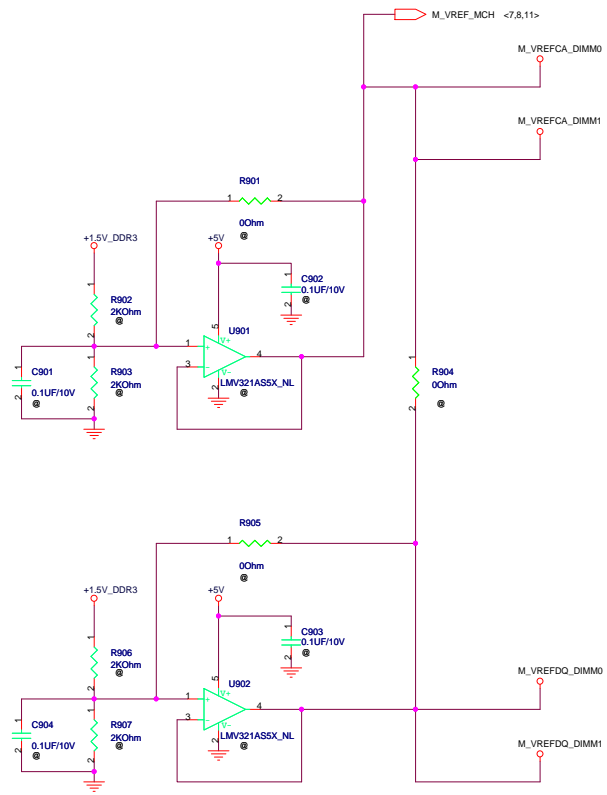 M_VREF_MCH <7,8,11>
M_VREFCA_DIMM0
M_VREFCA_DIMM1
R901
1 2
0Ohm
@
+1.5V_DDR3
+5V
1
R902
2KOhm
@
2
1
C902
0.1UF/10V
@
2
5
V+
U901
1
+
4
3
-
V-
2
LMV321AS5X_NL
1
C901
0.1UF/10V
@
2
1
R903
2KOhm
@
2
1
R904
0Ohm
@
2
R905
1 2
0Ohm
@
+1.5V_DDR3
+5V
1
R906
2KOhm
@
2
1
C903
0.1UF/10V
@
2
5
V+
U902
1
+
4
3
-
V-
2
LMV321AS5X_NL
1
C904
0.1UF/10V
@
2
1
R907
2KOhm
@
2
M_VREFDQ_DIMM0
M_VREFDQ_DIMM1